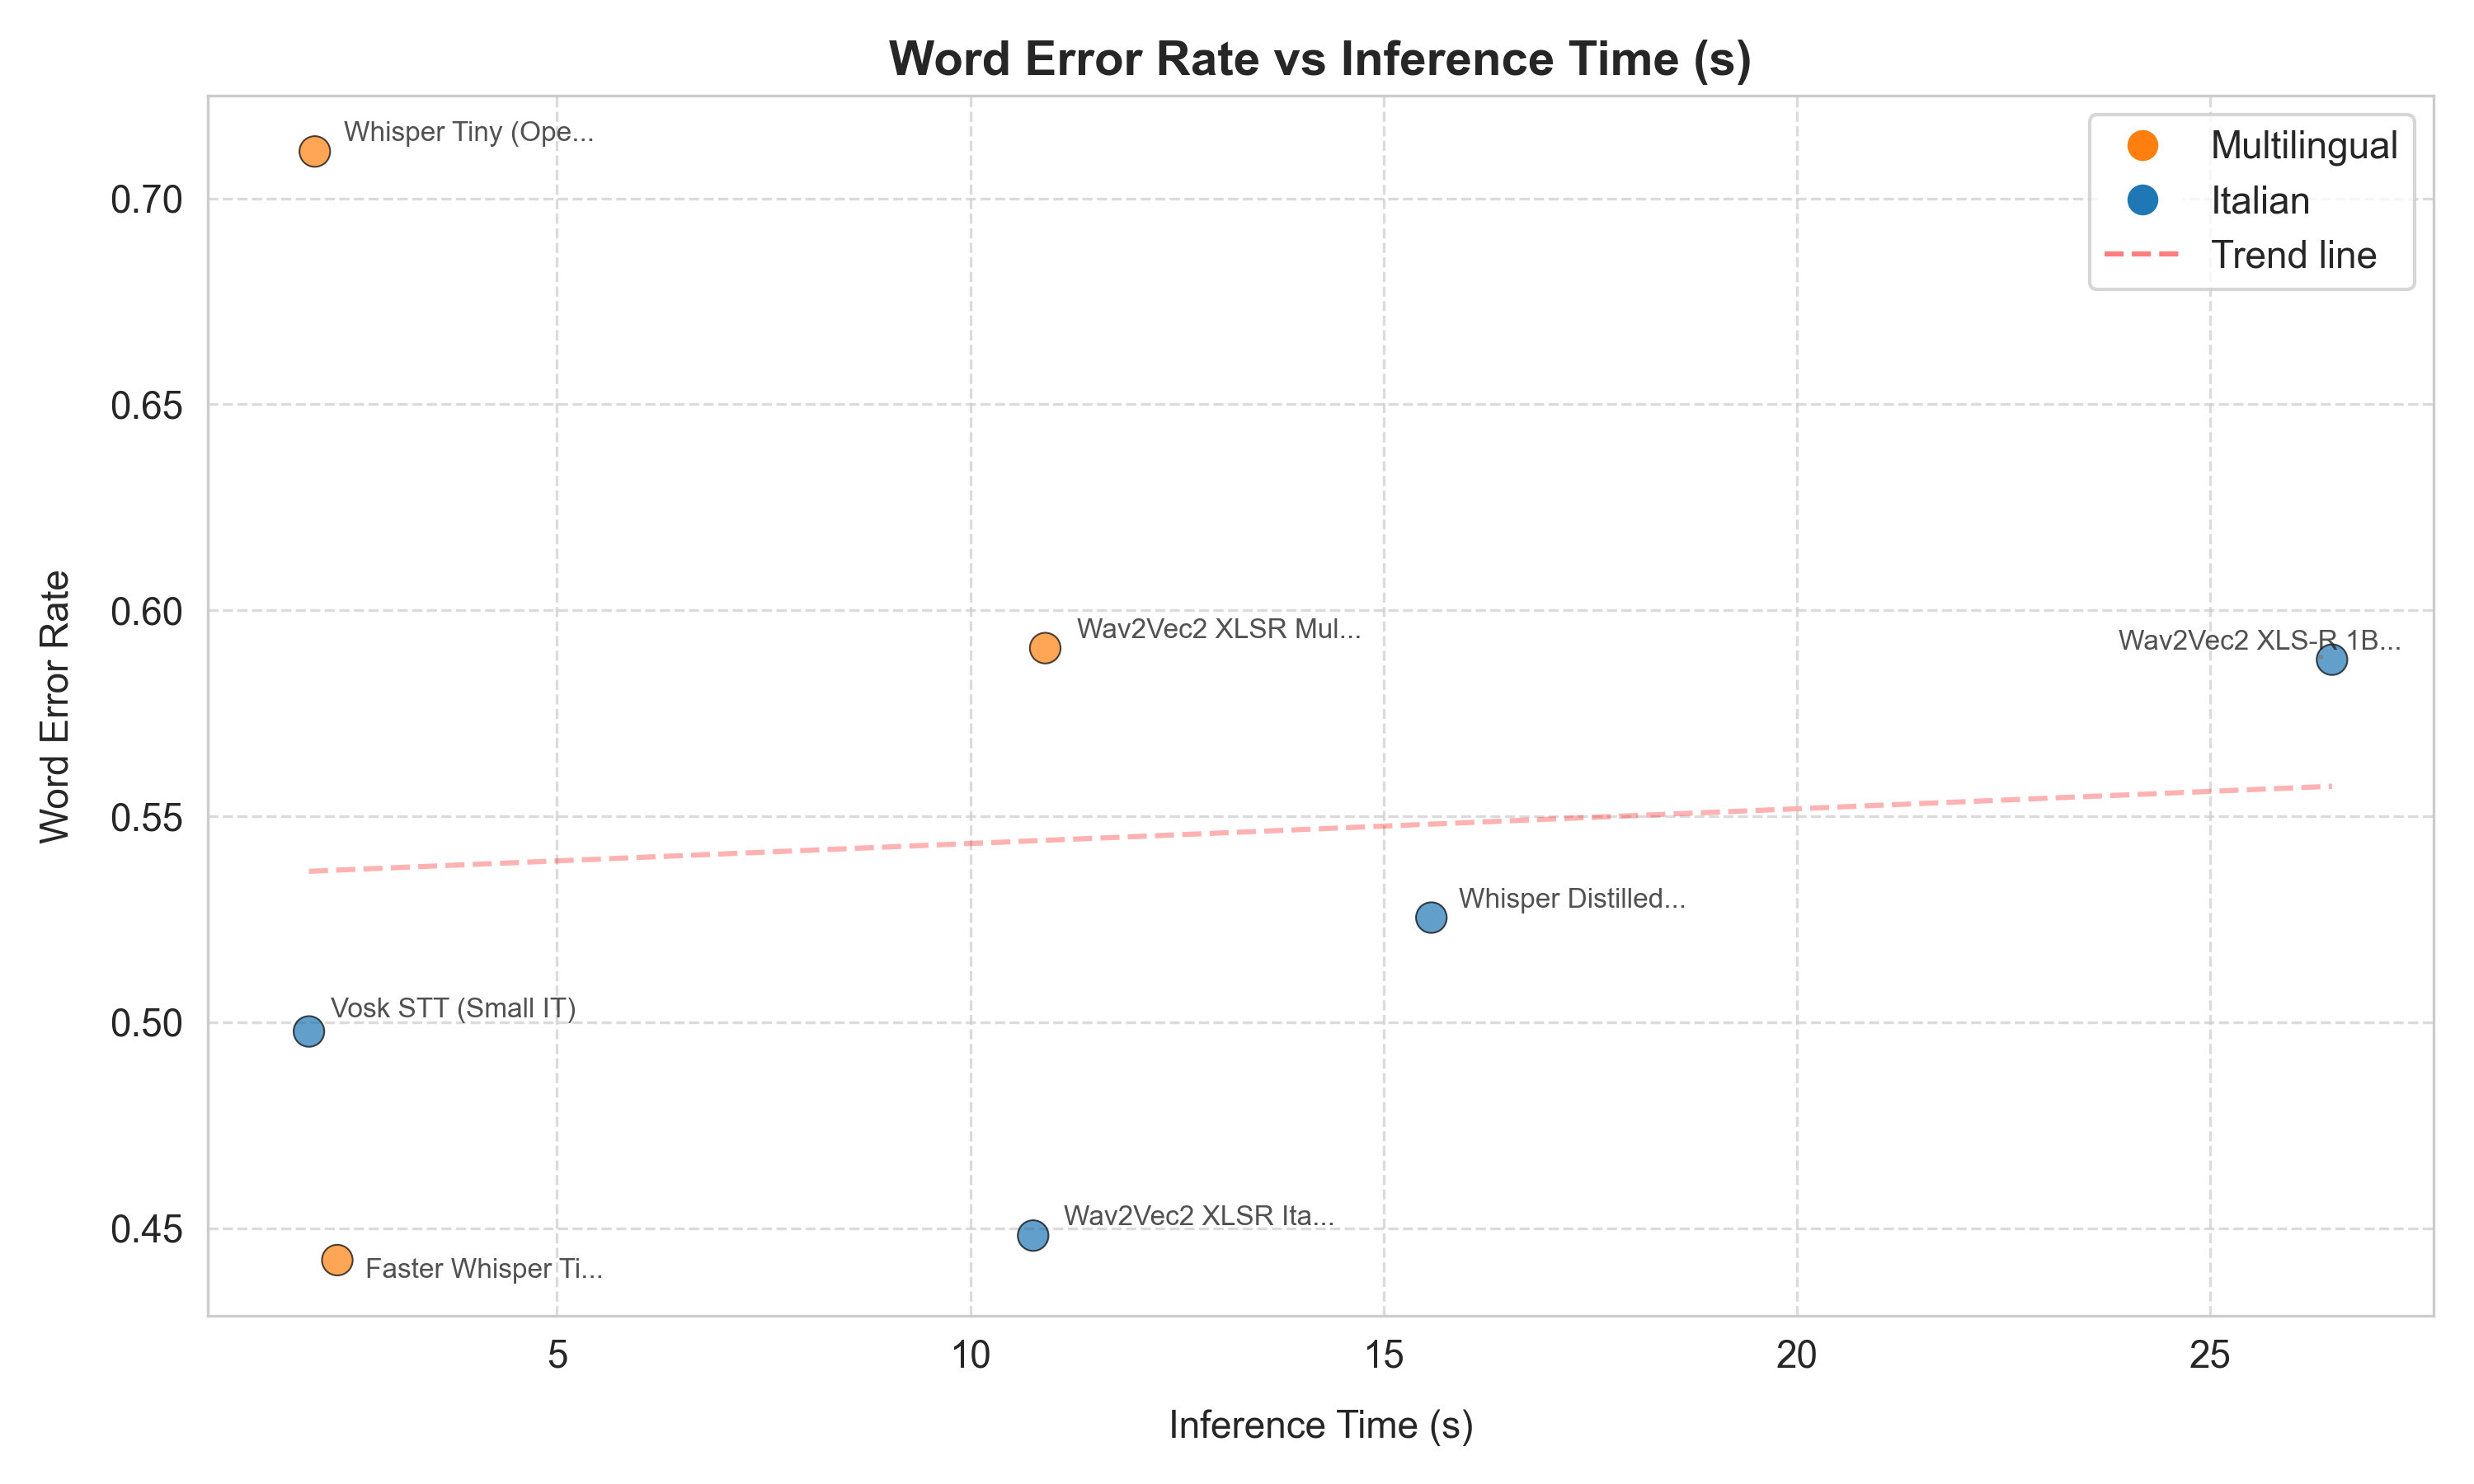 Word Error Rate vs Inference Time (s)
Whisper Tiny (Ope...
Multilingual
Italian
Trend line
0.70
0.65
0.60
0.55
0.50
0.45
Word Error Rate
Wav2Vec2 XLSR Mul...
Wav2Vec2 XLS-R 1B...
Whisper Distilled...
Vosk STT (Small IT)
Wav2Vec2 XLSR Ita...
Faster Whisper Ti...
5 10 15 20 25
Inference Time (s)